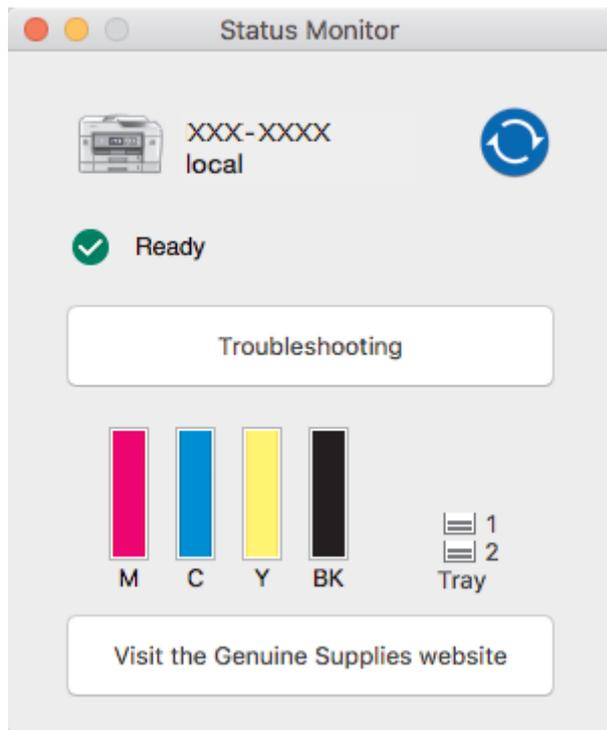 Status Monitor
XXX-XXXX
local
Ready
Troubleshooting
1
2
M C Y BK Tray
Visit the Genuine Supplies website